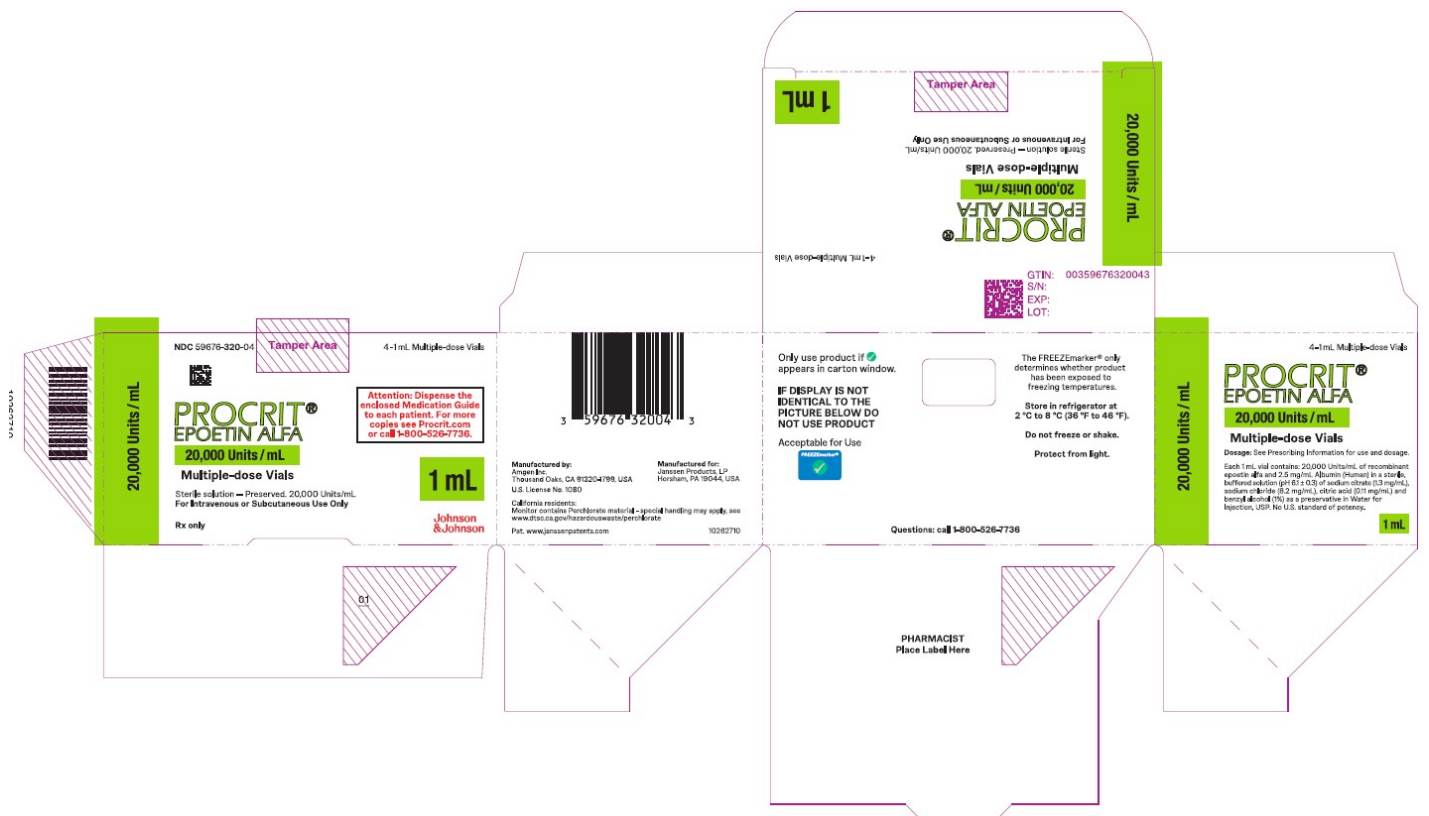 1 mL
Tamper Area
20,000 Units / mL
For Intravenous or Subcutaneous Use Only
Sterile solution — Preserved. 20,000 Units/mL
Multiple-dose Vials
20,000 Units / mL
EPOETIN ALFA
PROCRIT®
4-1 mL Multiple-dose Vials
GTIN: 00359676320043
S/N:
EXP:
LOT:
10262710
20,000 Units / mL
NDC 59676-320-04
Tamper Area
4-1mL Multiple-dose Vials
PROCRIT®
EPOETIN ALFA
20,000 Units / mL
Multiple-dose Vials
Sterile solution — Preserved. 20,000 Units/mL
For Intravenous or Subcutaneous Use Only
Rx only
Attention: Dispense the
enclosed Medication Guide
to each patient. For more
copies see Procrit.com
or call 1-800-526-7736.
1 mL
Johnson
&Johnson
3 59676 32004 3
Manufactured by:
Amgen Inc.
Thousand Oaks, CA 91320-1799, USA
U.S. License No. 1080
Manufactured for:
Janssen Products, LP
Horsham, PA 19044, USA
California residents:
Monitor contains Perchlorate material – special handling may apply, see
www.dtsc.ca.gov/hazardouswaste/perchlorate
Pat. www.janssenpatents.com
10262710
Only use product if
appears in carton window.
IF DISPLAY IS NOT
IDENTICAL TO THE
PICTURE BELOW DO
NOT USE PRODUCT
Acceptable for Use
FREEZEmarker®
The FREEZEmarker® only
determines whether product
has been exposed to
freezing temperatures.
Store in refrigerator at
2 °C to 8 °C (36 °F to 46 °F).
Do not freeze or shake.
Protect from light.
Questions: call 1-800-526-7736
20,000 Units / mL
4-1mL Multiple-dose Vials
PROCRIT®
EPOETIN ALFA
20,000 Units / mL
Multiple-dose Vials
Dosage: See Prescribing Information for use and dosage.
Each 1 mL vial contains: 20,000 Units/mL of recombinant
epoetin alfa and 2.5 mg/mL Albumin (Human) in a sterile,
buffered solution (pH 6.1 ± 0.3) of sodium citrate (1.3 mg/mL),
sodium chloride (8.2 mg/mL), citric acid (0.11 mg/mL) and
benzyl alcohol (1%) as a preservative in Water for
Injection, USP. No U.S. standard of potency.
1 mL
01
PHARMACIST
Place Label Here